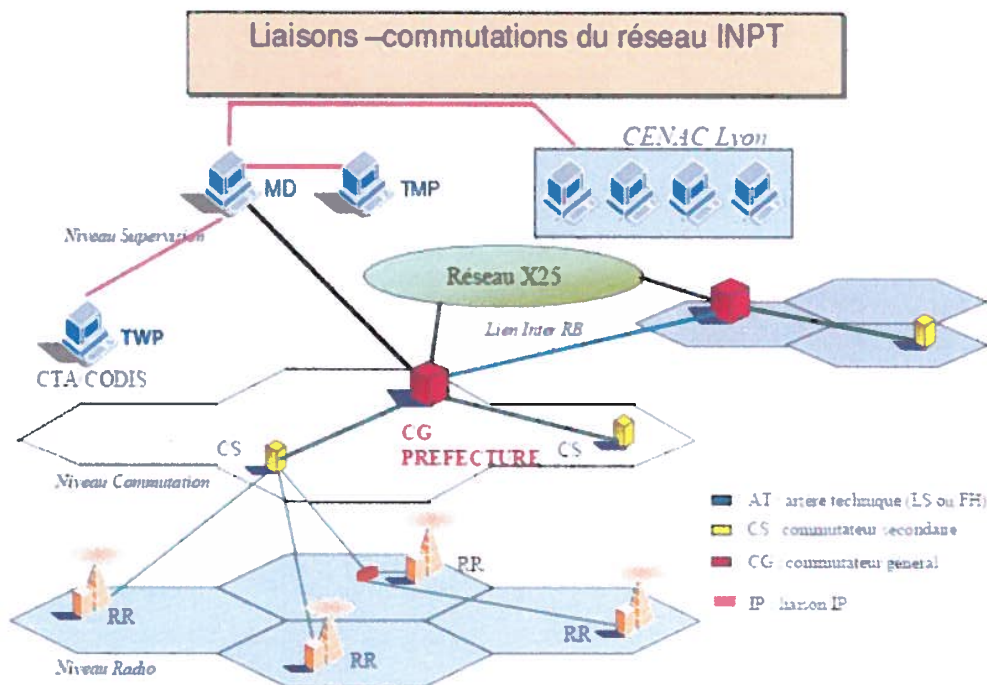 Liaisons –commutations du réseau INPT
CENAC Lyon
MD
TMP
Niveau Supervision
Réseau X25
Lien Inter RB
TWP
CTA CODIS
CG
PREFECTURE
CS
CS
Niveau Commutation
AT : artère technique (LS ou FH)
CS : commutateur secondaire
CG : commutateur général
IP : liaison IP
RR
RR
RR
RR
Niveau Radio